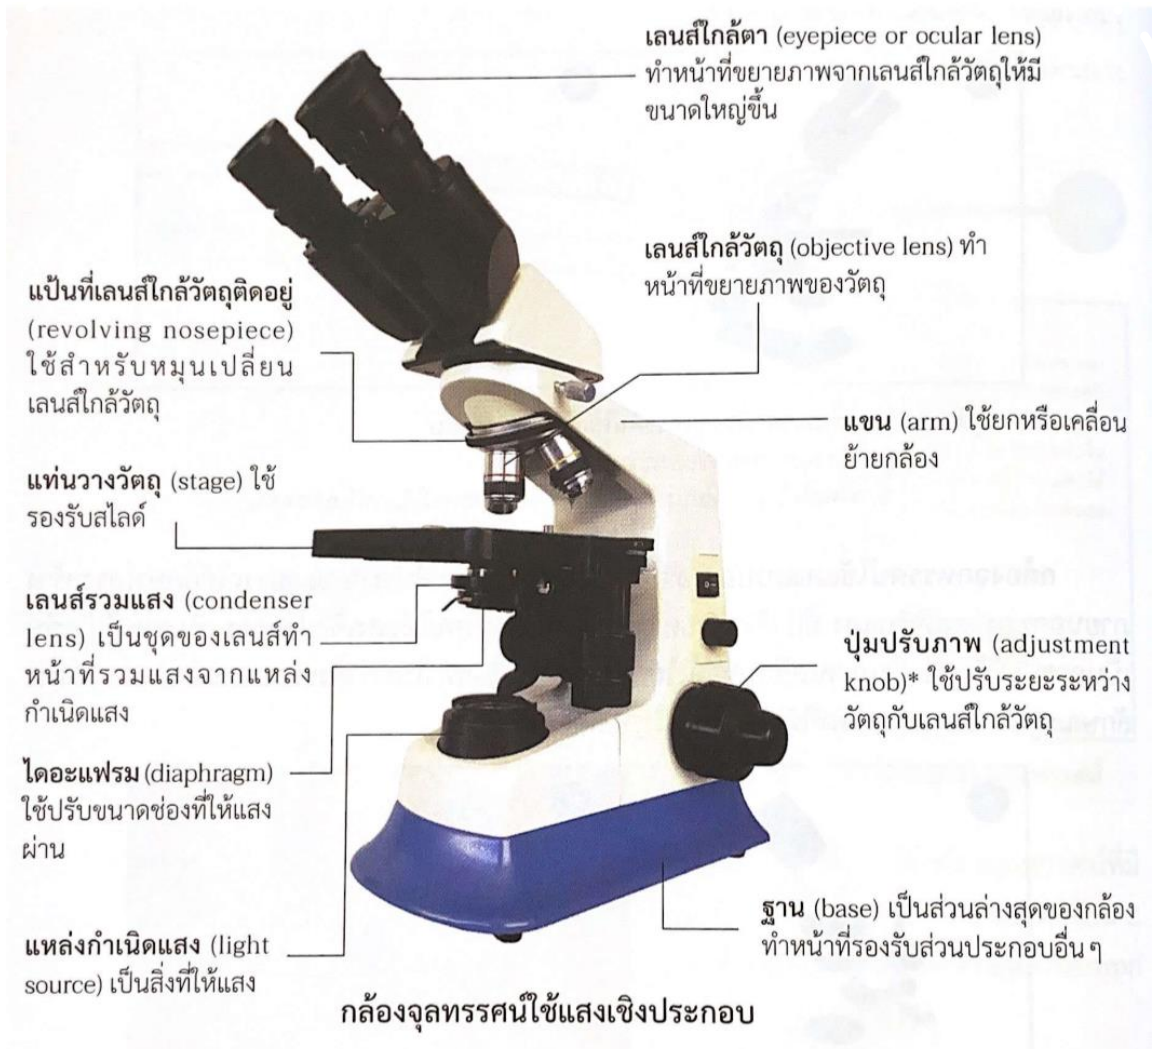 เลนส์ใกล้ตา (eyepiece or ocular lens)
ทำหน้าที่ขยายภาพจากเลนส์ใกล้วัตถุให้มี
ขนาดใหญ่ขึ้น
เลนส์ใกล้วัตถุ (objective lens) ทำ
หน้าที่ขยายภาพของวัตถุ
แป้นที่เลนส์ใกล้วัตถุติดอยู่
(revolving nosepiece)
ใช้สำหรับหมุนเปลี่ยน
เลนส์ใกล้วัตถุ
แขน (arm) ใช้ยกหรือเคลื่อน
ย้ายกล้อง
แท่นวางวัตถุ (stage) ใช้
รองรับสไลด์
เลนส์รวมแสง (condenser
lens) เป็นชุดของเลนส์ทำ
หน้าที่รวมแสงจากแหล่ง
กำเนิดแสง
ปุ่มปรับภาพ (adjustment
knob)* ใช้ปรับระยะระหว่าง
วัตถุกับเลนส์ใกล้วัตถุ
ไดอะแฟรม (diaphragm)
ใช้ปรับขนาดช่องที่ให้แสง
ผ่าน
ฐาน (base) เป็นส่วนล่างสุดของกล้อง
ทำหน้าที่รองรับส่วนประกอบอื่น ๆ
แหล่งกำเนิดแสง (light
source) เป็นสิ่งที่ให้แสง
กล้องจุลทรรศน์ใช้แสงเชิงประกอบ